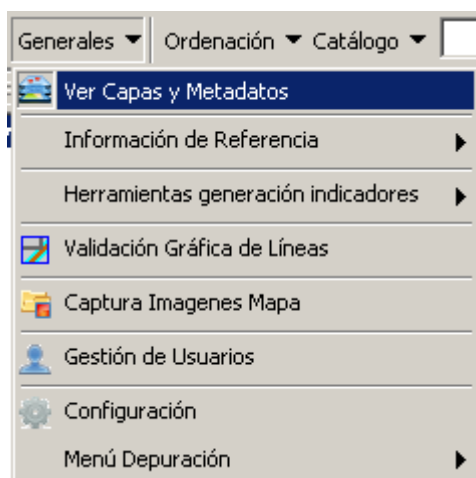 Generales Ordenación Catálogo
Ver Capas y Metadatos
Información de Referencia
Herramientas generación indicadores
Validación Gráfica de Líneas
Captura Imagenes Mapa
Gestión de Usuarios
Configuración
Menú Depuración